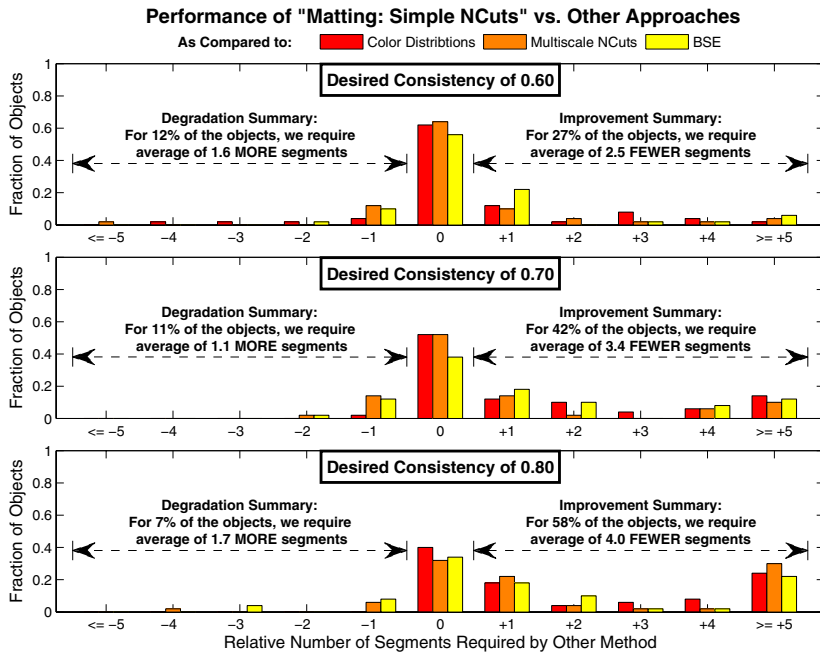 Performance of "Matting: Simple NCuts" vs. Other Approaches
As Compared to: Color Distribtions Multiscale NCuts BSE
Desired Consistency of 0.60
Fraction of Objects
1
0.8
0.6
0.4
0.2
0
Degradation Summary:
For 12% of the objects, we require
average of 1.6 MORE segments
Improvement Summary:
For 27% of the objects, we require
average of 2.5 FEWER segments
<= −5 −4 −3 −2 −1 0 +1 +2 +3 +4 >= +5
Desired Consistency of 0.70
Fraction of Objects
1
0.8
0.6
0.4
0.2
0
Degradation Summary:
For 11% of the objects, we require
average of 1.1 MORE segments
Improvement Summary:
For 42% of the objects, we require
average of 3.4 FEWER segments
<= −5 −4 −3 −2 −1 0 +1 +2 +3 +4 >= +5
Desired Consistency of 0.80
Fraction of Objects
1
0.8
0.6
0.4
0.2
0
Degradation Summary:
For 7% of the objects, we require
average of 1.7 MORE segments
Improvement Summary:
For 58% of the objects, we require
average of 4.0 FEWER segments
<= −5 −4 −3 −2 −1 0 +1 +2 +3 +4 >= +5
Relative Number of Segments Required by Other Method